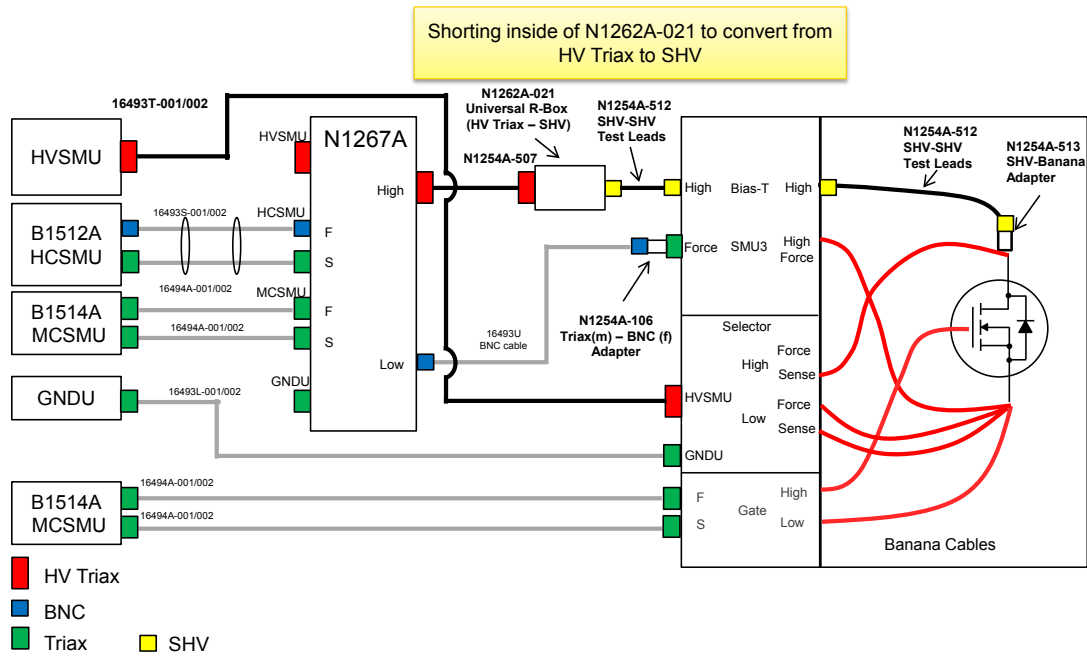 Shorting inside of N1262A-021 to convert from
HV Triax to SHV
16493T-001/002
N1262A-021
Universal R-Box
(HV Triax – SHV)
N1254A-512
SHV-SHV
Test Leads
N1254A-507
N1254A-512
SHV-SHV
Test Leads
N1254A-513
SHV-Banana
Adapter
HVSMU
HVSMU
N1267A
High
High
Bias-T
High
B1512A
HCSMU
16493S-001/002
HCSMU
F
S
Force
SMU3
High
Force
B1514A
MCSMU
16494A-001/002
16494A-001/002
MCSMU
F
S
N1254A-106
Triax(m) – BNC (f)
Adapter
16493U
BNC cable
Low
Selector
High
Force
Sense
GNDU
16493L-001/002
GNDU
HVSMU
Low
Force
Sense
GNDU
B1514A
MCSMU
16494A-001/002
16494A-001/002
F
S
Gate
High
Low
Banana Cables
HV Triax
BNC
Triax
SHV